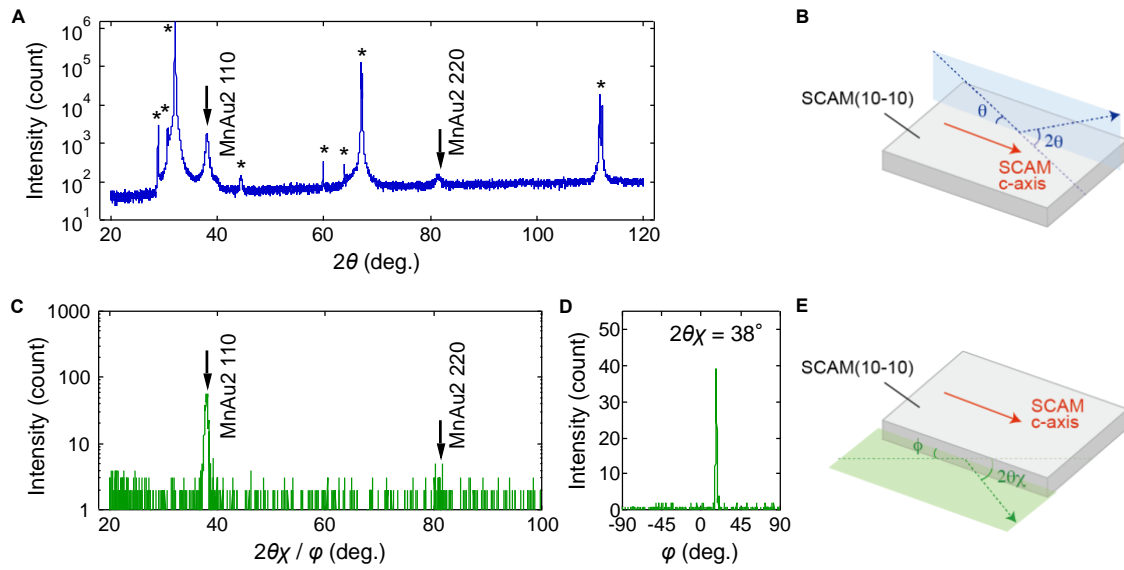 A
Intensity (count)
10^6
10^5
10^4
10^3
10^2
10^1
*
*
*
*
*
*
*
*
MnAu2 110
MnAu2 220
20 40 60 80 100 120
2θ (deg.)
B
SCAM(10-10)
θ
2θ
SCAM
c-axis
C
Intensity (count)
1000
100
10
1
MnAu2 110
MnAu2 220
20 40 60 80 100
2θχ / φ (deg.)
D
Intensity (count)
50
40
30
20
10
0
2θχ = 38°
-90 -45 0 45 90
φ (deg.)
E
SCAM(10-10)
SCAM
c-axis
ϕ
2θχ